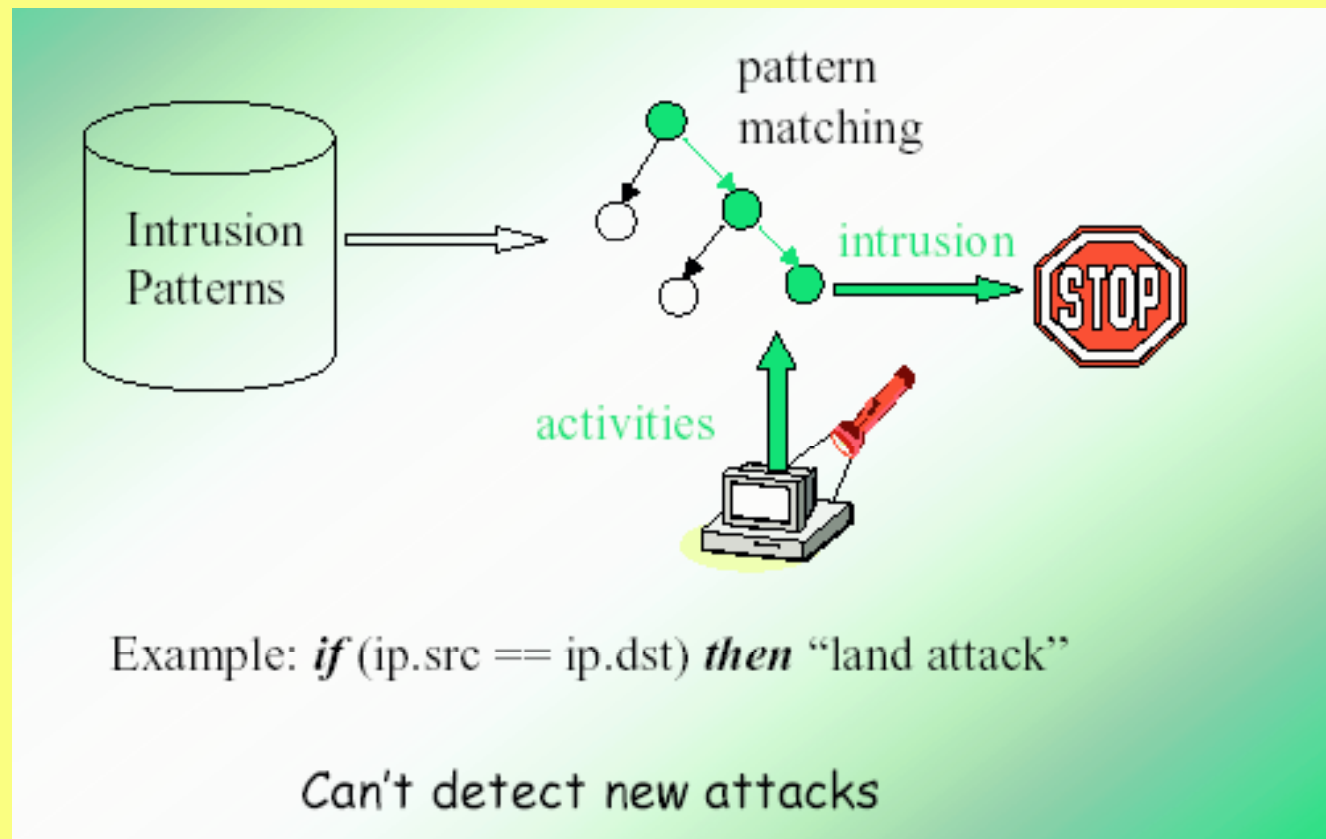 pattern
matching
Intrusion
Patterns
intrusion
STOP
activities
Example: if (ip.src == ip.dst) then “land attack”
Can't detect new attacks